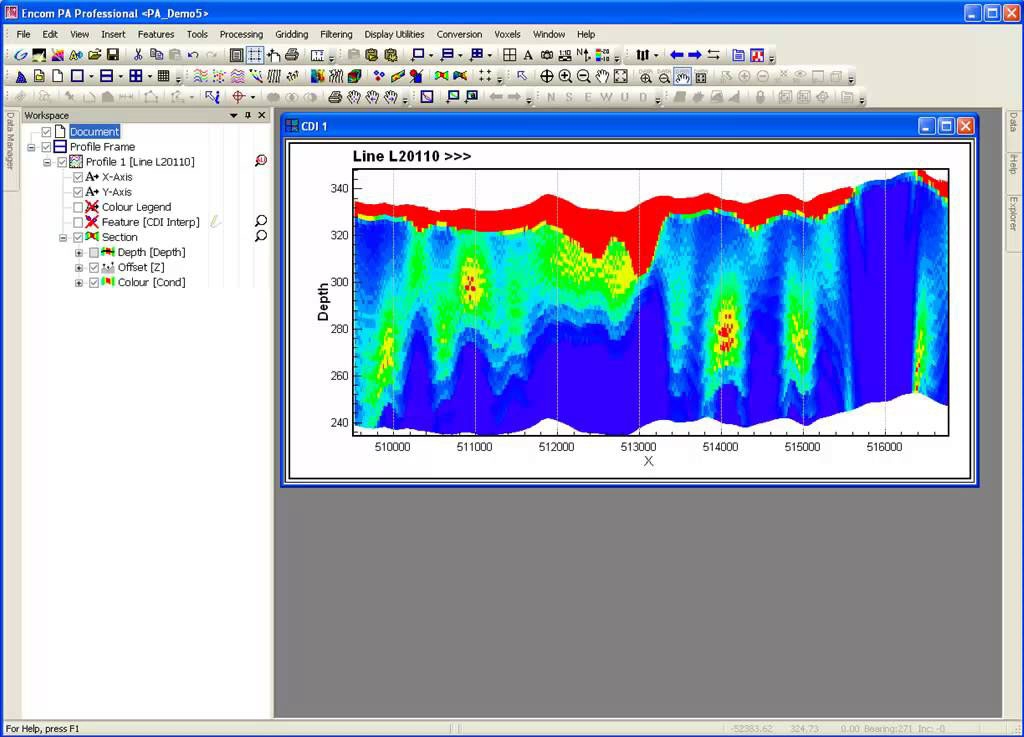 Encom PA Professional <PA_Demo5>
File Edit View Insert Features Tools Processing Gridding Filtering Display Utilities Conversion Voxels Window Help
N S E W U D
Workspace
Data Manager
Document
Profile Frame
Profile 1 [Line L20110]
X-Axis
Y-Axis
Colour Legend
Feature [CDI Interp]
Section
Depth [Depth]
Offset [Z]
Colour [Cond]
CDI 1
Line L20110 >>>
Depth
340
320
300
280
260
240
510000 511000 512000 513000 514000 515000 516000
X
Data
iHelp
Explorer
For Help, press F1
-52383.62 324.73 0.00 Bearing:271 Inc: -0